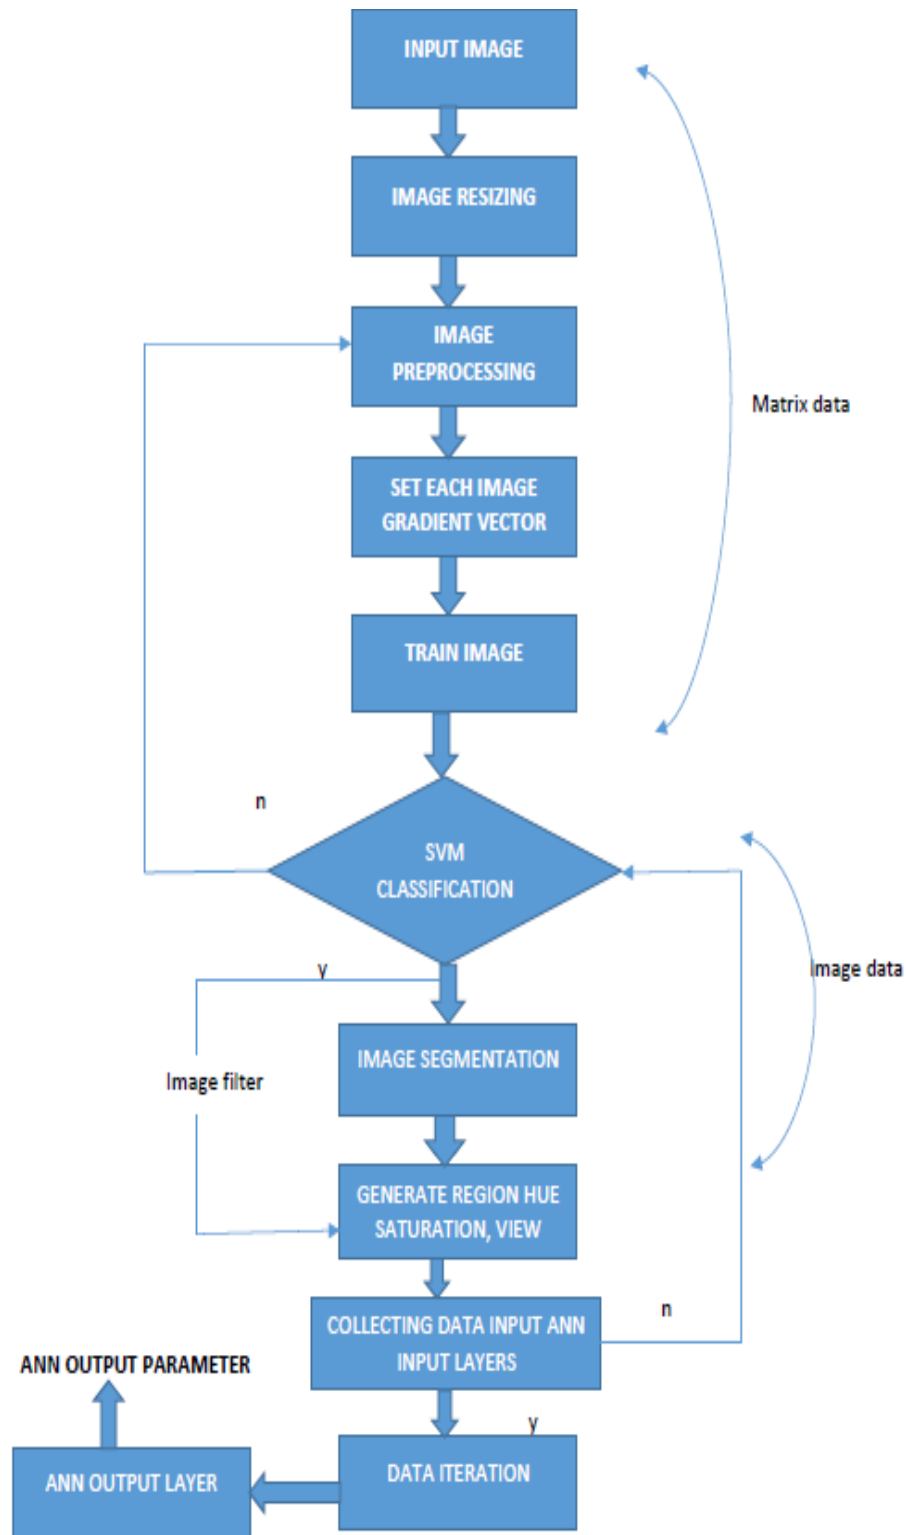 INPUT IMAGE
IMAGE RESIZING
IMAGE
PREPROCESSING
Matrix data
SET EACH IMAGE
GRADIENT VECTOR
TRAIN IMAGE
n
SVM
CLASSIFICATION
y
Image data
IMAGE SEGMENTATION
Image filter
GENERATE REGION HUE
SATURATION, VIEW
n
COLLECTING DATA INPUT ANN
INPUT LAYERS
ANN OUTPUT PARAMETER
y
DATA ITERATION
ANN OUTPUT LAYER